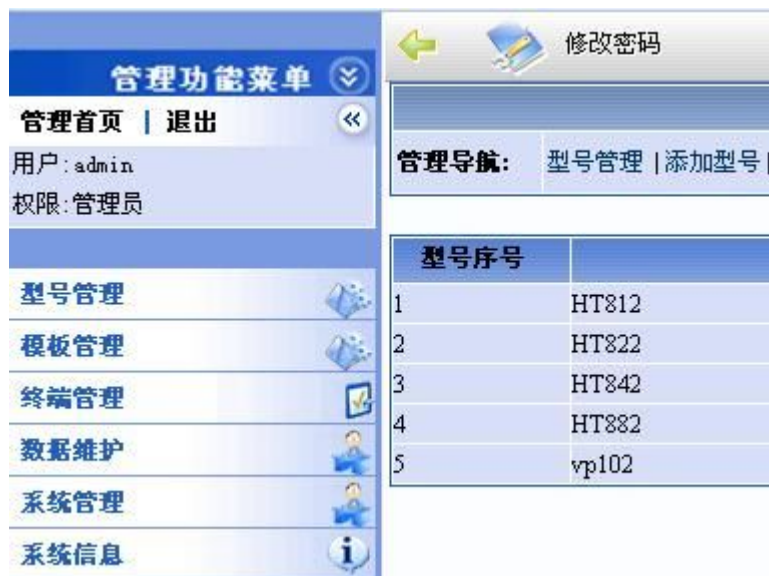 管理功能菜单
管理首页 | 退出
用户:admin
权限:管理员
型号管理
模板管理
终端管理
数据维护
系统管理
系统信息
修改密码
管理导航: 型号管理 | 添加型号 |
型号序号
1 HT812
2 HT822
3 HT842
4 HT882
5 vp102